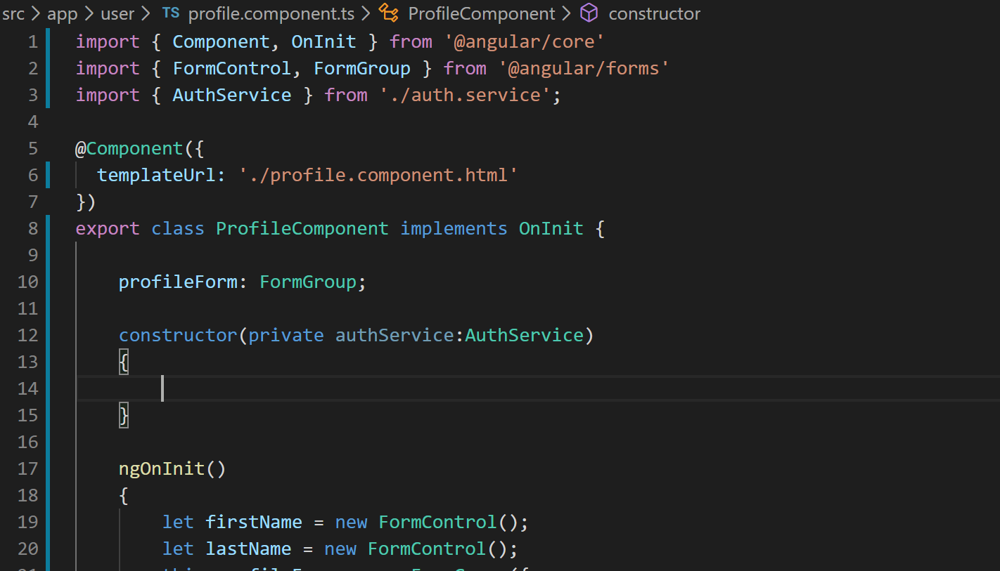 src > app > user > TS profile.component.ts > ProfileComponent > constructor
1 import { Component, OnInit } from '@angular/core'
2 import { FormControl, FormGroup } from '@angular/forms'
3 import { AuthService } from './auth.service';
4
5 @Component({
6   templateUrl: './profile.component.html'
7 })
8 export class ProfileComponent implements OnInit {
9
10     profileForm: FormGroup;
11
12     constructor(private authService:AuthService)
13     {
14
15     }
16
17     ngOnInit()
18     {
19         let firstName = new FormControl();
20         let lastName = new FormControl();